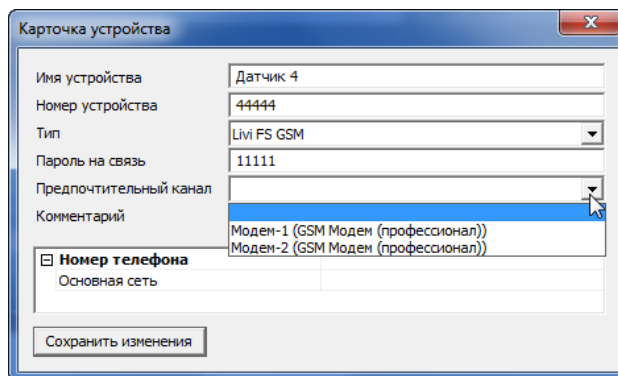 Карточка устройства
Имя устройства Датчик 4
Номер устройства 44444
Тип Livi FS GSM
Пароль на связь 11111
Предпочтительный канал
Комментарий
Модем-1 (GSM Модем (профессионал))
Модем-2 (GSM Модем (профессионал))
Номер телефона
Основная сеть
Сохранить изменения